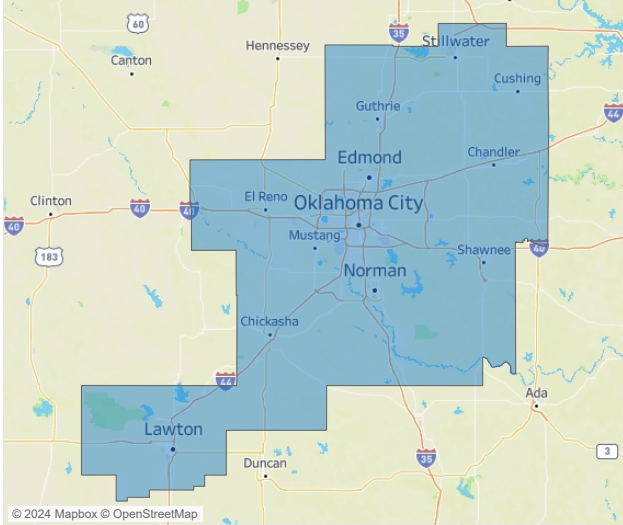 60
35
Stillwater
Hennessey
Canton
Cushing
Guthrie
44
Chandler
Edmond
El Reno
Oklahoma City
Clinton
40
40
40
Mustang
Shawnee
40
183
Norman
Chickasha
44
Ada
Lawton
3
35
Duncan
© 2024 Mapbox © OpenStreetMap